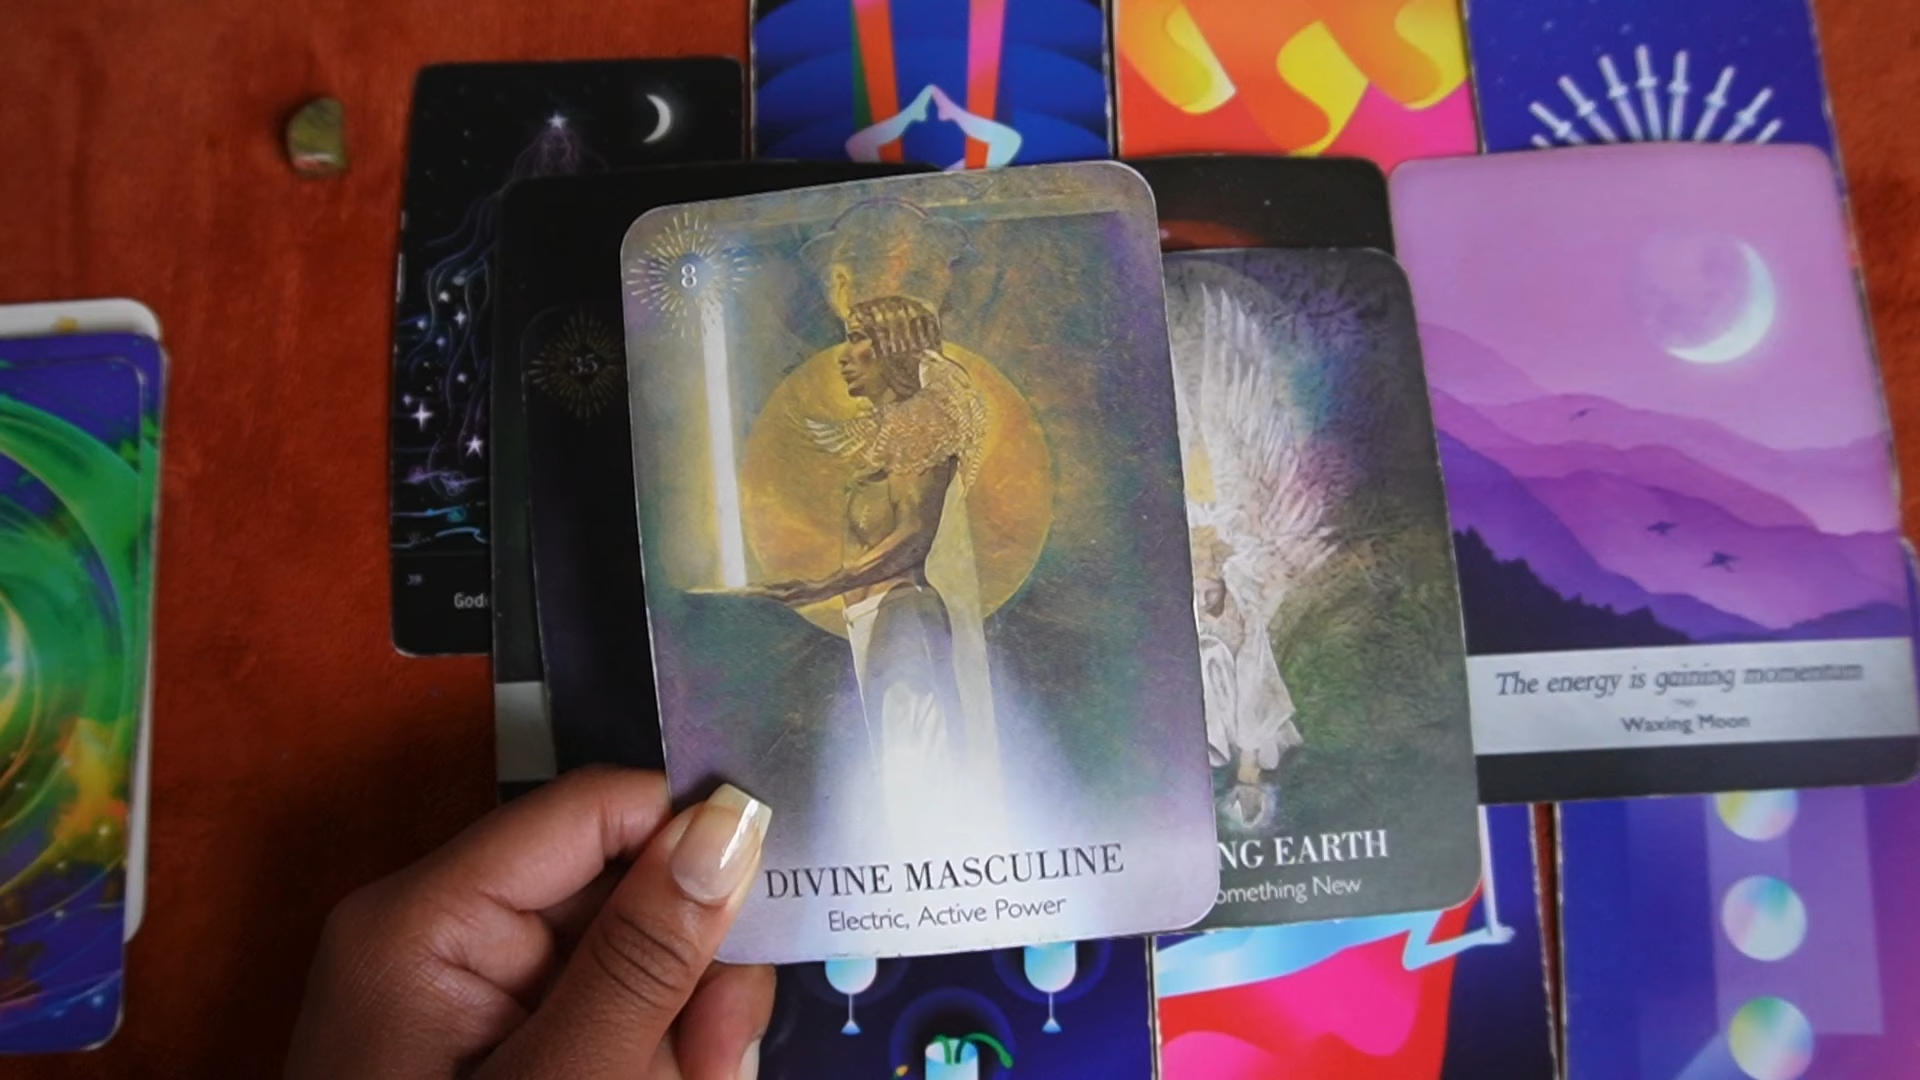 8
35
39
God
DIVINE MASCULINE
Electric, Active Power
NG EARTH
omething New
The energy is gaining momentum
Waxing Moon